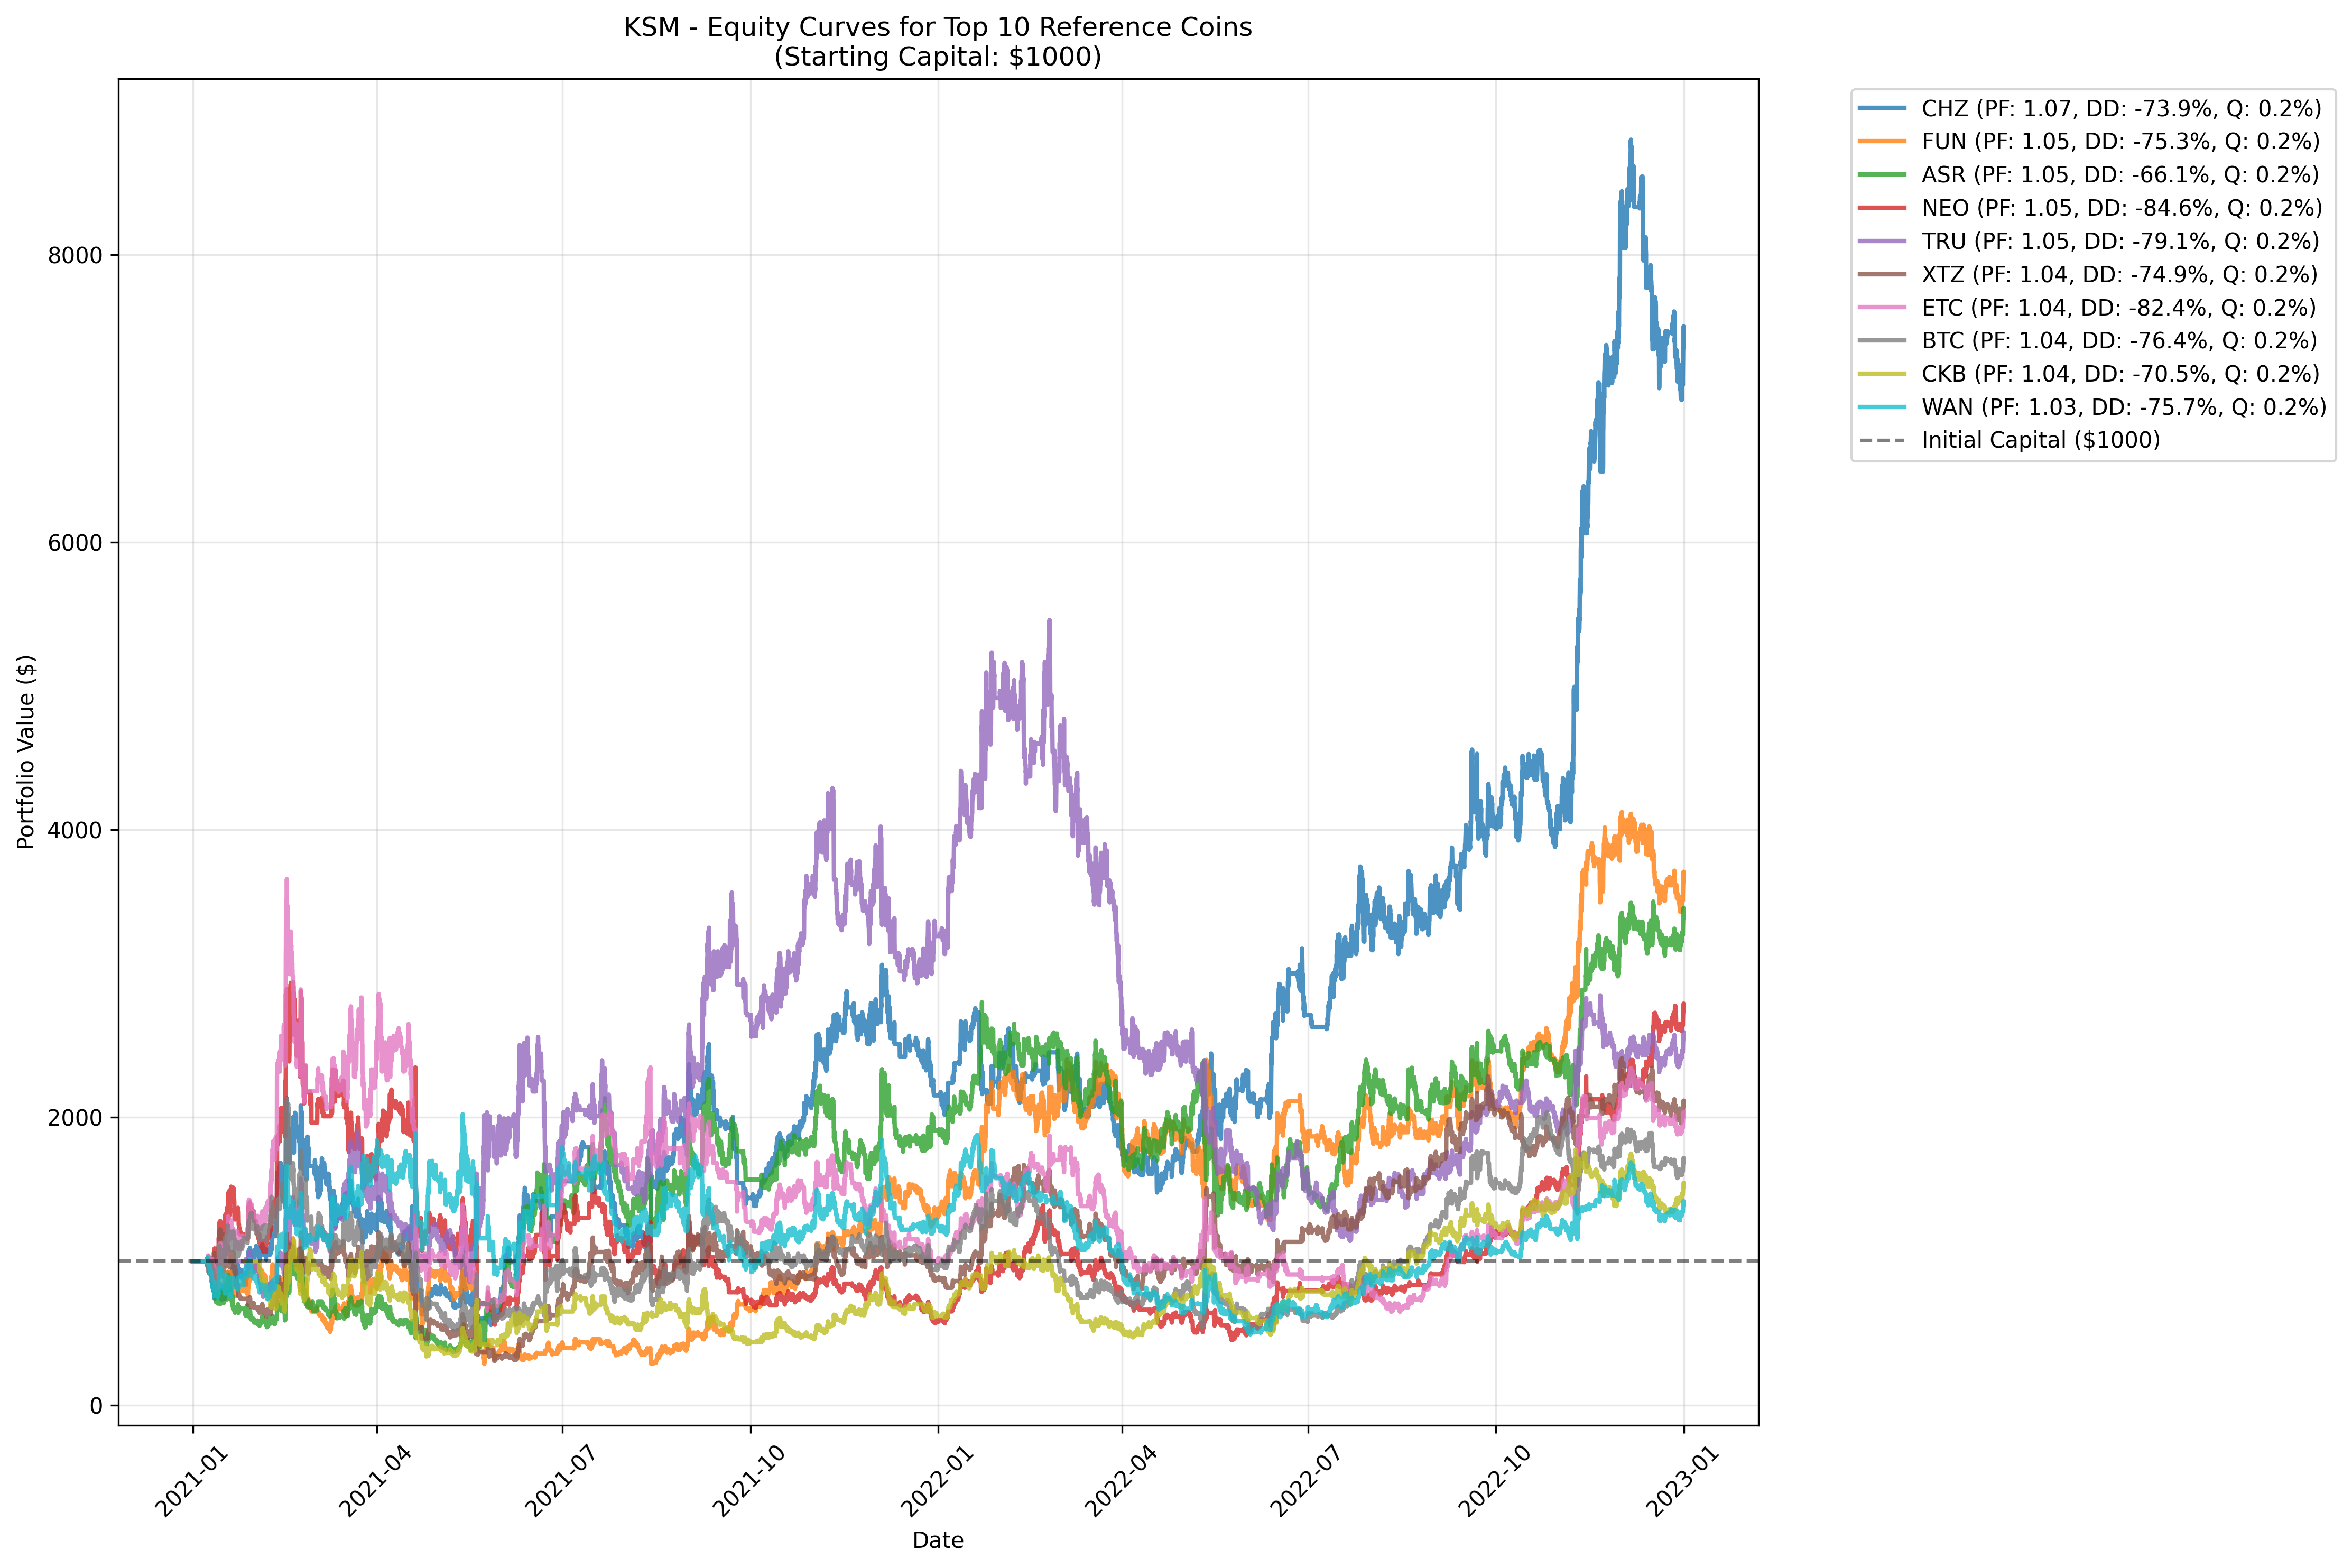 KSM - Equity Curves for Top 10 Reference Coins
(Starting Capital: $1000)
CHZ (PF: 1.07, DD: -73.9%, Q: 0.2%)
FUN (PF: 1.05, DD: -75.3%, Q: 0.2%)
ASR (PF: 1.05, DD: -66.1%, Q: 0.2%)
NEO (PF: 1.05, DD: -84.6%, Q: 0.2%)
TRU (PF: 1.05, DD: -79.1%, Q: 0.2%)
XTZ (PF: 1.04, DD: -74.9%, Q: 0.2%)
ETC (PF: 1.04, DD: -82.4%, Q: 0.2%)
BTC (PF: 1.04, DD: -76.4%, Q: 0.2%)
CKB (PF: 1.04, DD: -70.5%, Q: 0.2%)
WAN (PF: 1.03, DD: -75.7%, Q: 0.2%)
Initial Capital ($1000)
Portfolio Value ($)
8000
6000
4000
2000
0
2021-01
2021-04
2021-07
2021-10
2022-01
2022-04
2022-07
2022-10
2023-01
Date